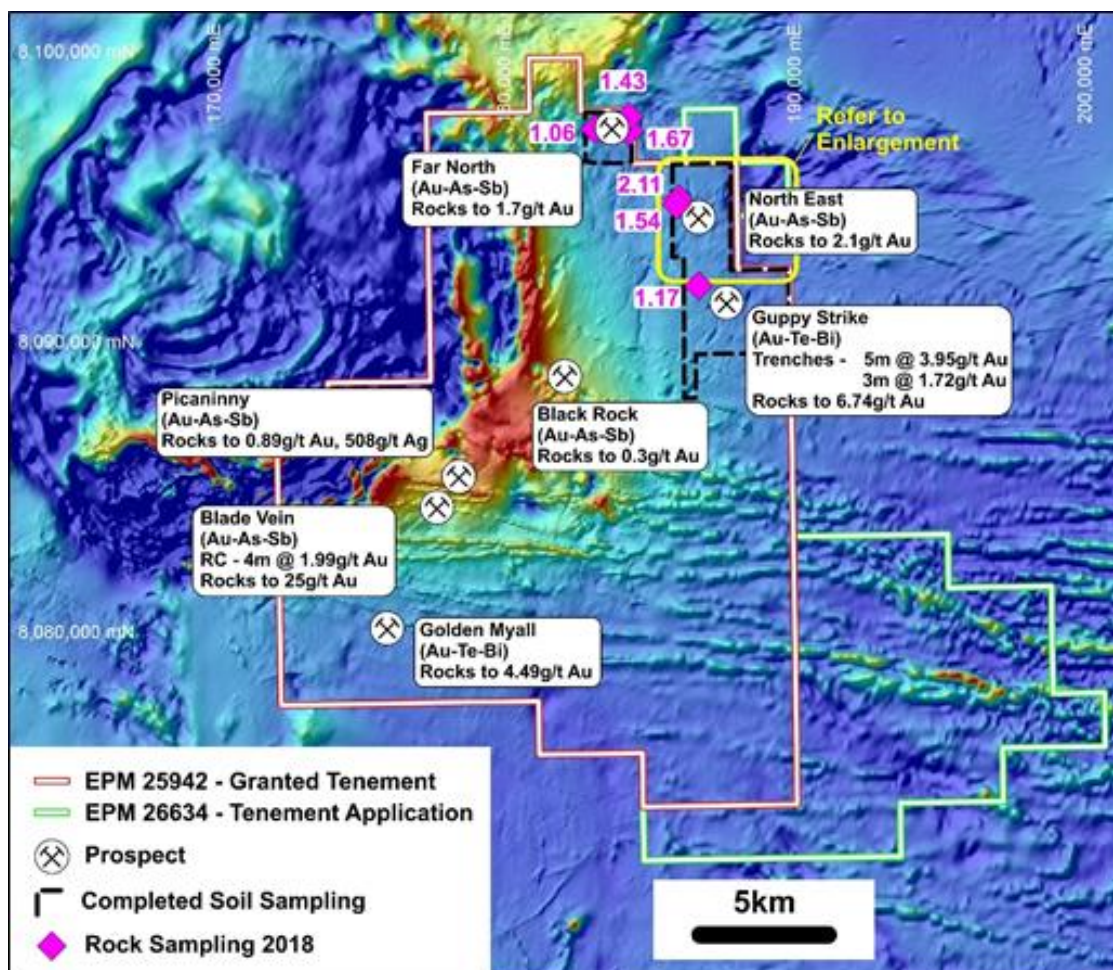 8,100,000 mN
170,000 mE
190,000 mE
200,000 mE
1.43
1.06
1.67
Refer to
Enlargement
Far North
(Au-As-Sb)
Rocks to 1.7g/t Au
2.11
1.54
North East
(Au-As-Sb)
Rocks to 2.1g/t Au
1.17
Guppy Strike
(Au-Te-Bi)
Trenches - 5m @ 3.95g/t Au
3m @ 1.72g/t Au
Rocks to 6.74g/t Au
8,090,000 mN
Picaninny
(Au-As-Sb)
Rocks to 0.89g/t Au, 508g/t Ag
Black Rock
(Au-As-Sb)
Rocks to 0.3g/t Au
Blade Vein
(Au-As-Sb)
RC - 4m @ 1.99g/t Au
Rocks to 25g/t Au
8,080,000 mN
Golden Myall
(Au-Te-Bi)
Rocks to 4.49g/t Au
EPM 25942 - Granted Tenement
EPM 26634 - Tenement Application
Prospect
Completed Soil Sampling
Rock Sampling 2018
5km